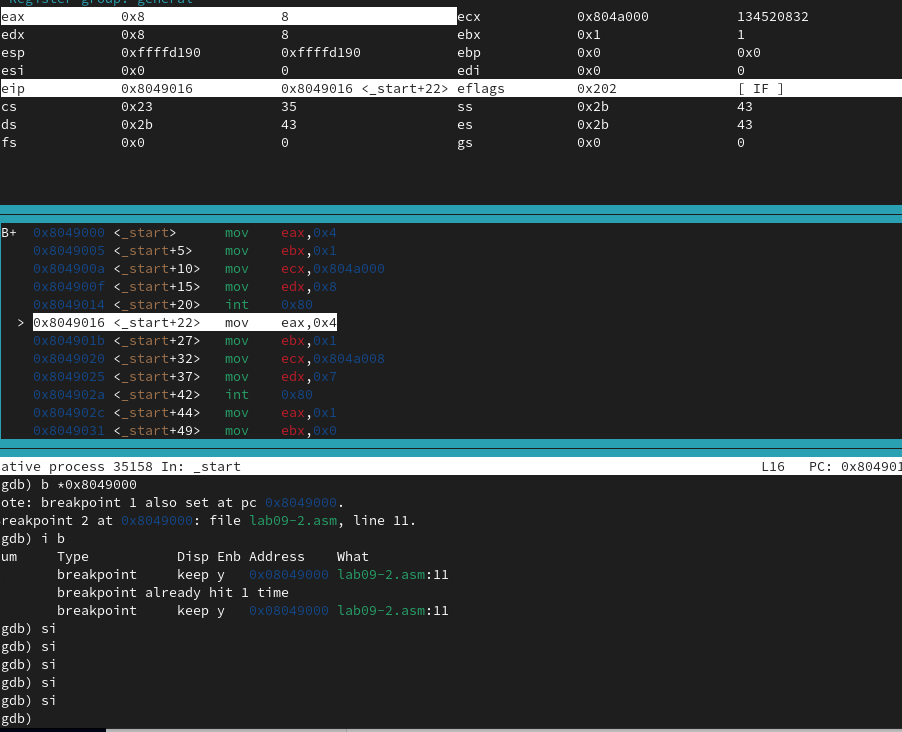 Register group: general
eax 0x8 8 ecx 0x804a000 134520832
edx 0x8 8 ebx 0x1 1
esp 0xffffd190 0xffffd190 ebp 0x0 0x0
esi 0x0 0 edi 0x0 0
eip 0x8049016 0x8049016 <_start+22> eflags 0x202 [ IF ]
cs 0x23 35 ss 0x2b 43
ds 0x2b 43 es 0x2b 43
fs 0x0 0 gs 0x0 0
B+ 0x8049000 <_start> mov eax,0x4
0x8049005 <_start+5> mov ebx,0x1
0x804900a <_start+10> mov ecx,0x804a000
0x804900f <_start+15> mov edx,0x8
0x8049014 <_start+20> int 0x80
> 0x8049016 <_start+22> mov eax,0x4
0x804901b <_start+27> mov ebx,0x1
0x8049020 <_start+32> mov ecx,0x804a008
0x8049025 <_start+37> mov edx,0x7
0x804902a <_start+42> int 0x80
0x804902c <_start+44> mov eax,0x1
0x8049031 <_start+49> mov ebx,0x0
ative process 35158 In: _start L16 PC: 0x804901
gdb) b *0x8049000
ote: breakpoint 1 also set at pc 0x8049000.
reakpoint 2 at 0x8049000: file lab09-2.asm, line 11.
gdb) i b
um Type Disp Enb Address What
breakpoint keep y 0x08049000 lab09-2.asm:11
breakpoint already hit 1 time
breakpoint keep y 0x08049000 lab09-2.asm:11
gdb) si
gdb) si
gdb) si
gdb) si
gdb) si
gdb)